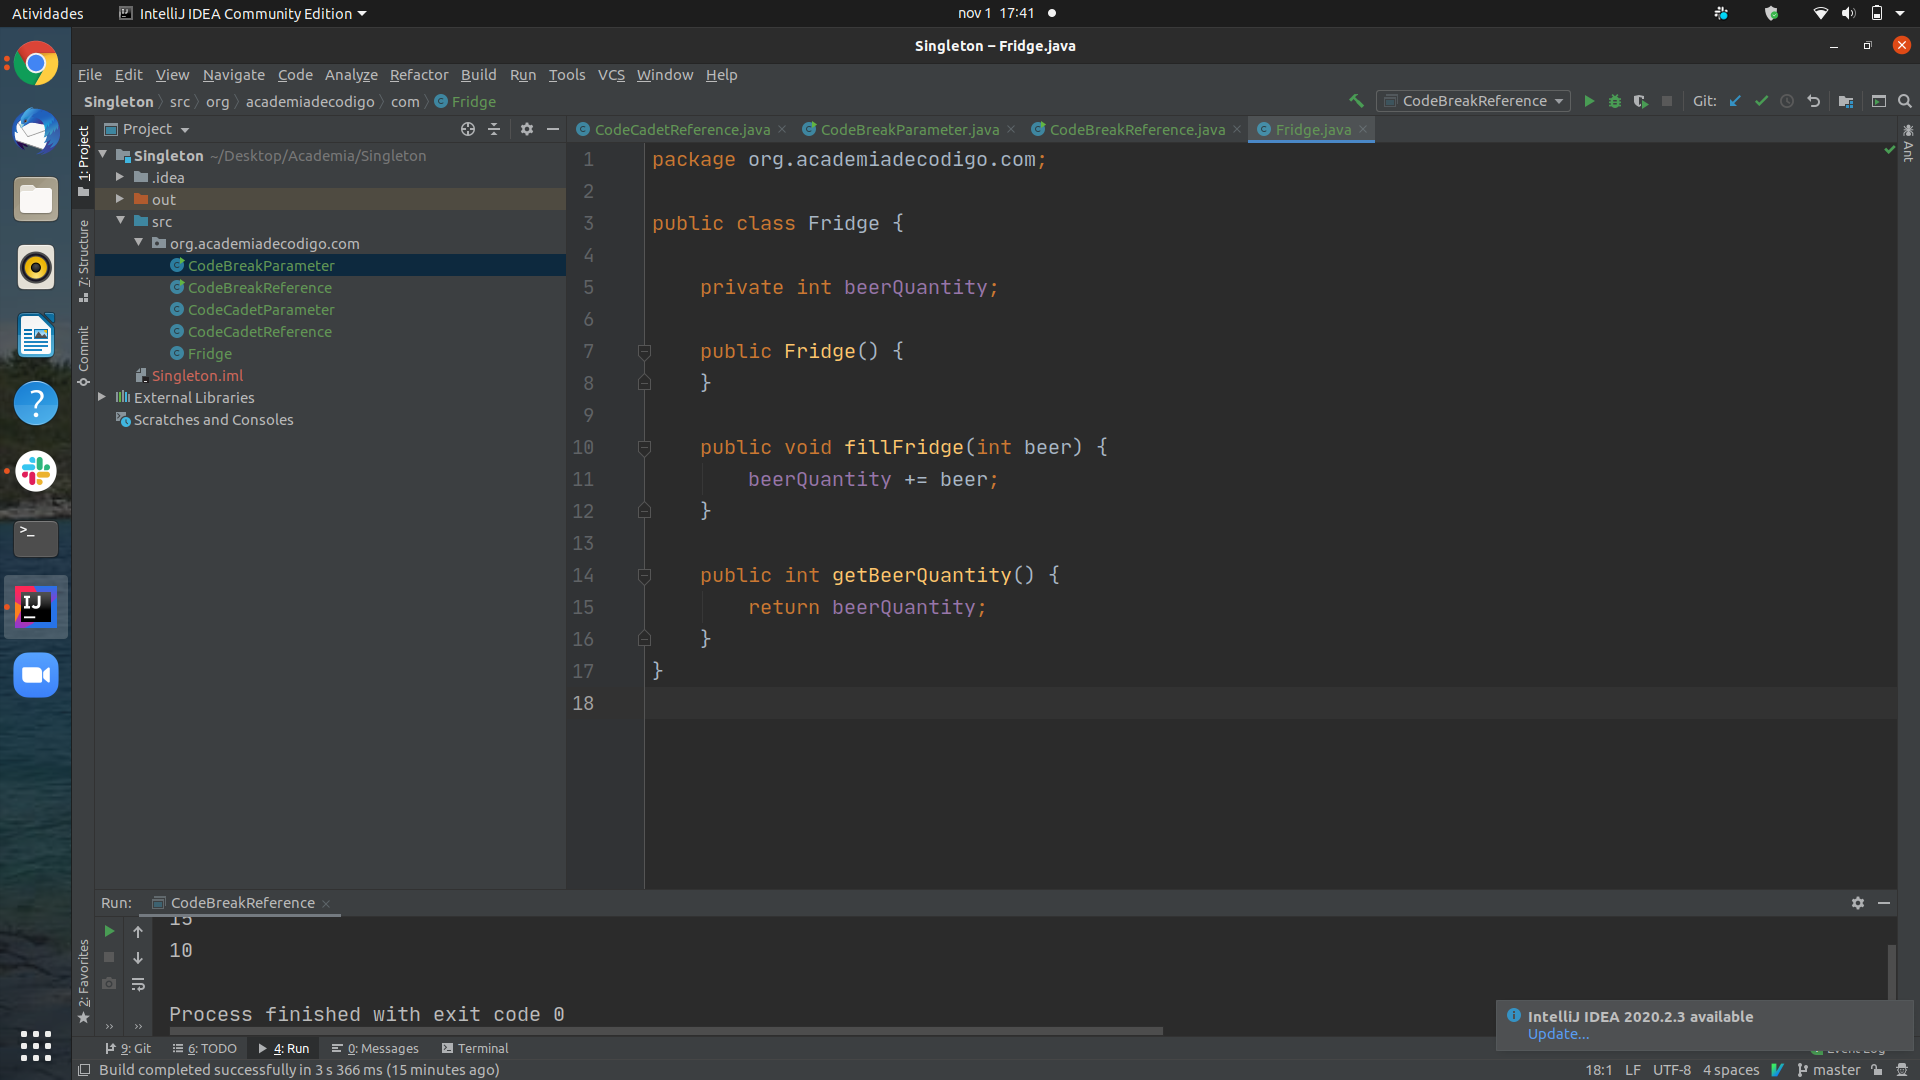 Atividades IntelliJ IDEA Community Edition nov 1 17:41
Singleton – Fridge.java
File Edit View Navigate Code Analyze Refactor Build Run Tools VCS Window Help
Singleton src org academiadecodigo com Fridge CodeBreakReference Git:
Project CodeCadetReference.java CodeBreakParameter.java CodeBreakReference.java Fridge.java
1: Project
7: Structure
Commit
2: Favorites
Ant
Singleton ~/Desktop/Academia/Singleton
.idea
out
src
org.academiadecodigo.com
CodeBreakParameter
CodeBreakReference
CodeCadetParameter
CodeCadetReference
Fridge
Singleton.iml
External Libraries
Scratches and Consoles
1 package org.academiadecodigo.com;
2
3 public class Fridge {
4
5 private int beerQuantity;
6
7 public Fridge() {
8 }
9
10 public void fillFridge(int beer) {
11 beerQuantity += beer;
12 }
13
14 public int getBeerQuantity() {
15 return beerQuantity;
16 }
17 }
18
Run: CodeBreakReference
15
10
Process finished with exit code 0
IntelliJ IDEA 2020.2.3 available
Update...
9: Git 6: TODO 4: Run 0: Messages Terminal Event Log
Build completed successfully in 3 s 366 ms (15 minutes ago) 18:1 LF UTF-8 4 spaces master